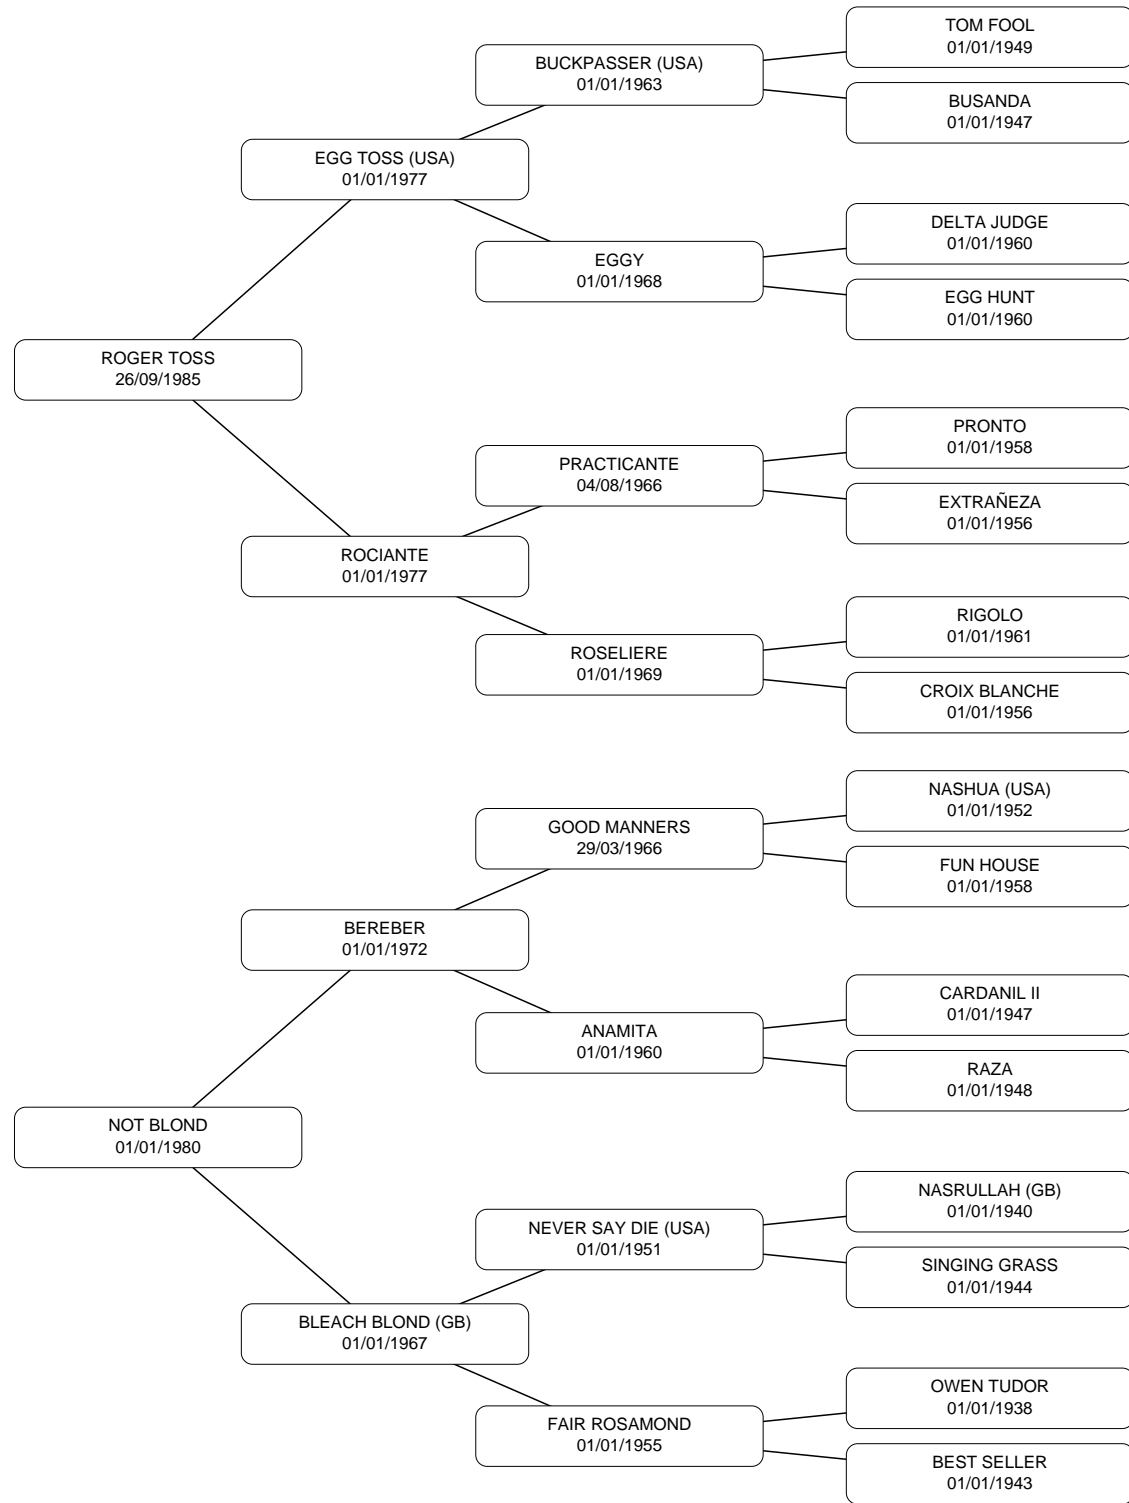 TOM FOOL
01/01/1949
BUCKPASSER (USA)
01/01/1963
BUSANDA
01/01/1947
EGG TOSS (USA)
01/01/1977
DELTA JUDGE
01/01/1960
EGGY
01/01/1968
EGG HUNT
01/01/1960
ROGER TOSS
26/09/1985
PRONTO
01/01/1958
PRACTICANTE
04/08/1966
EXTRAÑEZA
01/01/1956
ROCIANTE
01/01/1977
RIGOLO
01/01/1961
ROSELIERE
01/01/1969
CROIX BLANCHE
01/01/1956
NASHUA (USA)
01/01/1952
GOOD MANNERS
29/03/1966
FUN HOUSE
01/01/1958
BEREBER
01/01/1972
CARDANIL II
01/01/1947
ANAMITA
01/01/1960
RAZA
01/01/1948
NOT BLOND
01/01/1980
NASRULLAH (GB)
01/01/1940
NEVER SAY DIE (USA)
01/01/1951
SINGING GRASS
01/01/1944
BLEACH BLOND (GB)
01/01/1967
OWEN TUDOR
01/01/1938
FAIR ROSAMOND
01/01/1955
BEST SELLER
01/01/1943